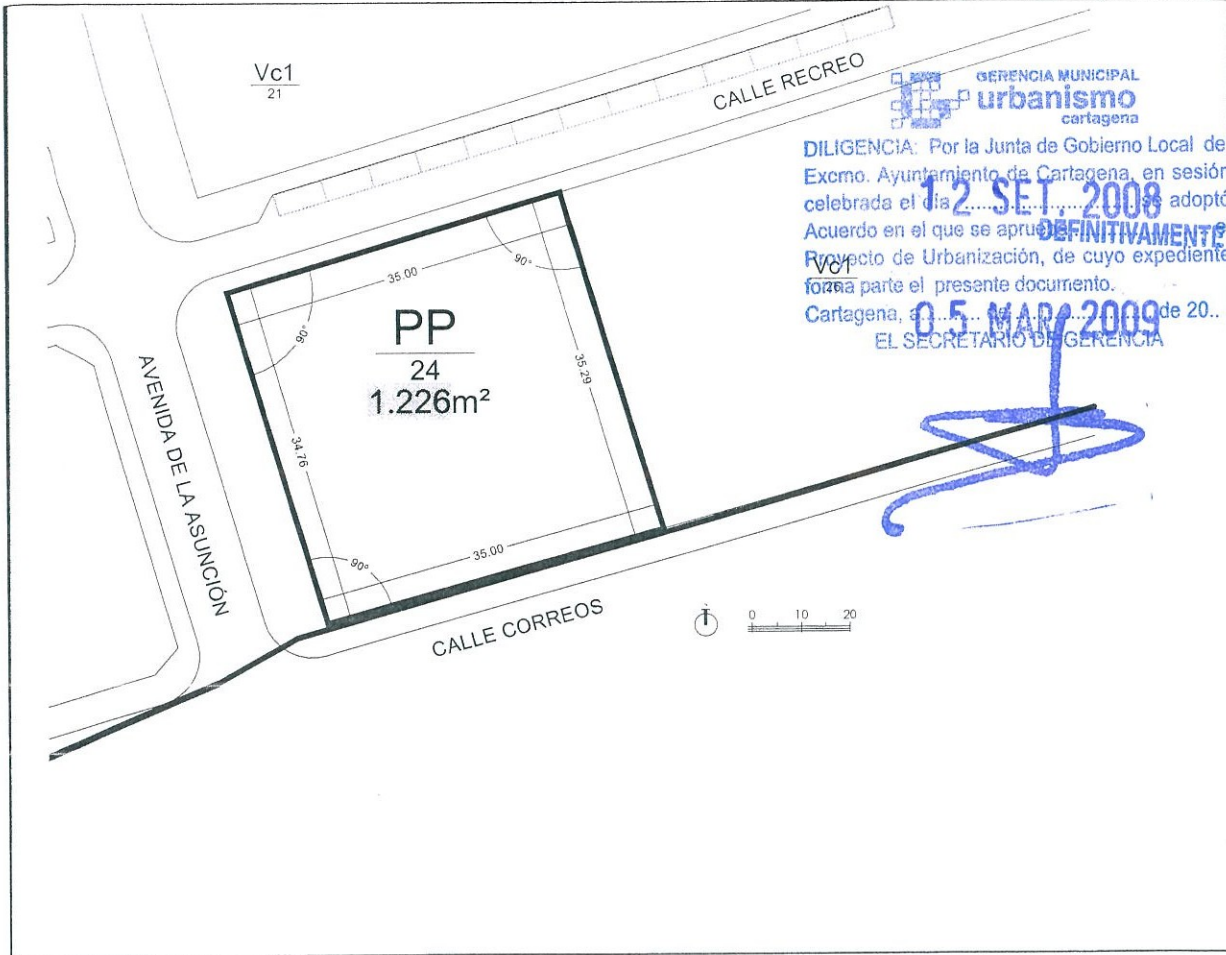 Vc1
21
CALLE RECREO
GERENCIA MUNICIPAL
urbanismo
cartagena
DILIGENCIA: Por la Junta de Gobierno Local de
Excmo. Ayuntamiento de Cartagena, en sesión
celebrada el día 12 SET. 2008 se adoptó
Acuerdo en el que se aprueba DEFINITIVAMENTE e
Proyecto de Urbanización, de cuyo expediente
Vc1
26
forma parte el presente documento.
Cartagena, a 05 MAR. 2009 de 20..
EL SECRETARIO DE GERENCIA
35.00
90°
90°
PP
24
1.226m²
35.29
34.76
AVENIDA DE LA ASUNCIÓN
35.00
90°
CALLE CORREOS
0 10 20